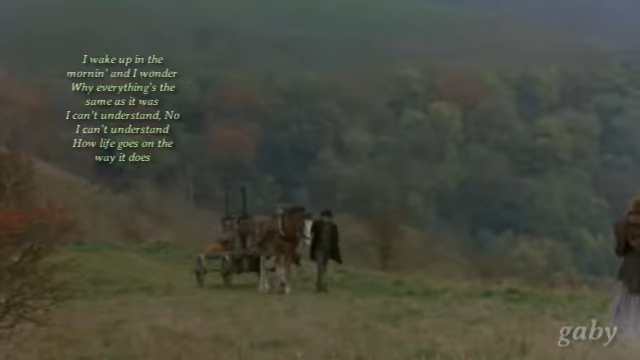 I wake up in the
mornin' and I wonder
Why everything's the
same as it was
I can't understand, No
I can't understand
How life goes on the
way it does
gaby